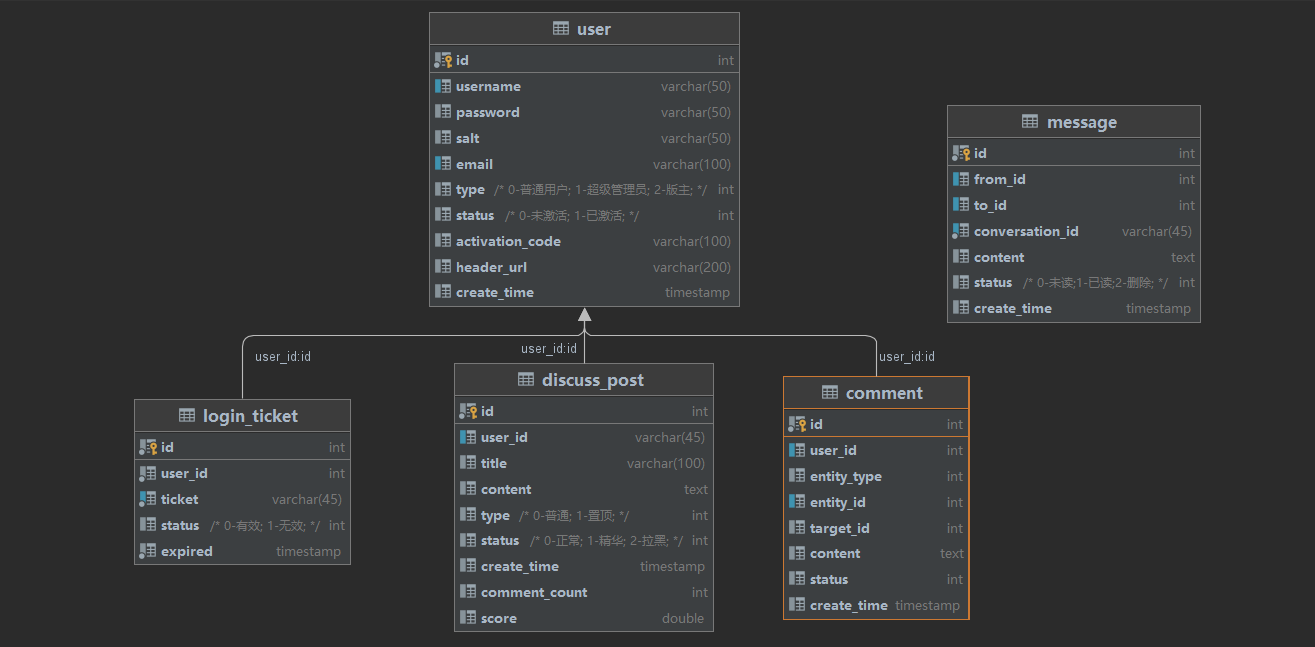 user
id int
username varchar(50)
password varchar(50)
salt varchar(50)
email varchar(100)
type /* 0-普通用户; 1-超级管理员; 2-版主; */ int
status /* 0-未激活; 1-已激活; */ int
activation_code varchar(100)
header_url varchar(200)
create_time timestamp
message
id int
from_id int
to_id int
conversation_id varchar(45)
content text
status /* 0-未读;1-已读;2-删除; */ int
create_time timestamp
user_id:id
user_id:id
user_id:id
login_ticket
id int
user_id int
ticket varchar(45)
status /* 0-有效; 1-无效; */ int
expired timestamp
discuss_post
id int
user_id varchar(45)
title varchar(100)
content text
type /* 0-普通; 1-置顶; */ int
status /* 0-正常; 1-精华; 2-拉黑; */ int
create_time timestamp
comment_count int
score double
comment
id int
user_id int
entity_type int
entity_id int
target_id int
content text
status int
create_time timestamp